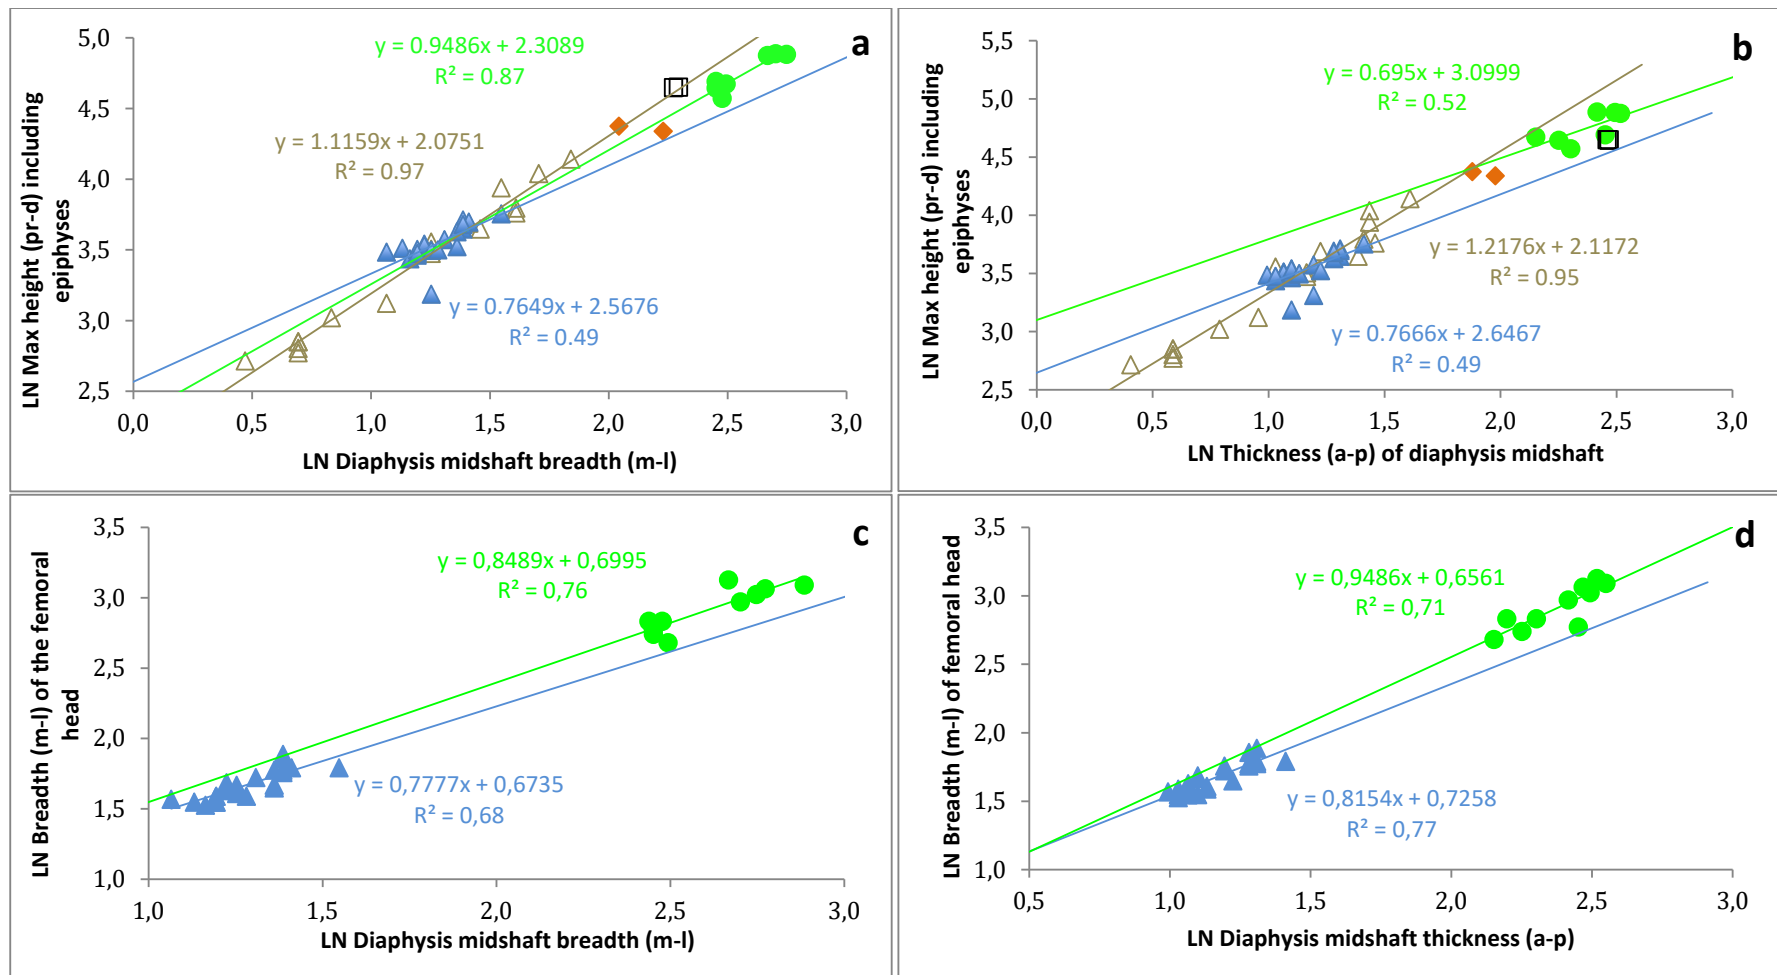 a
LN Max height (pr-d) including
epiphyses
5,0
4,5
4,0
3,5
3,0
2,5
y = 0.9486x + 2.3089
R² = 0.87
y = 1.1159x + 2.0751
R² = 0.97
y = 0.7649x + 2.5676
R² = 0.49
0,0 0,5 1,0 1,5 2,0 2,5 3,0
LN Diaphysis midshaft breadth (m-l)
b
LN Max height (pr-d) including
epiphyses
5,5
5,0
4,5
4,0
3,5
3,0
2,5
y = 0.695x + 3.0999
R² = 0.52
y = 1.2176x + 2.1172
R² = 0.95
y = 0.7666x + 2.6467
R² = 0.49
0,0 0,5 1,0 1,5 2,0 2,5 3,0
LN Thickness (a-p) of diaphysis midshaft
c
LN Breadth (m-l) of the femoral
head
3,5
3,0
2,5
2,0
1,5
1,0
y = 0,8489x + 0,6995
R² = 0,76
y = 0,7777x + 0,6735
R² = 0,68
1,0 1,5 2,0 2,5 3,0
LN Diaphysis midshaft breadth (m-l)
d
LN Breadth (m-l) of femoral head
3,5
3,0
2,5
2,0
1,5
1,0
y = 0,9486x + 0,6561
R² = 0,71
y = 0,8154x + 0,7258
R² = 0,77
0,5 1,0 1,5 2,0 2,5 3,0
LN Diaphysis midshaft thickness (a-p)